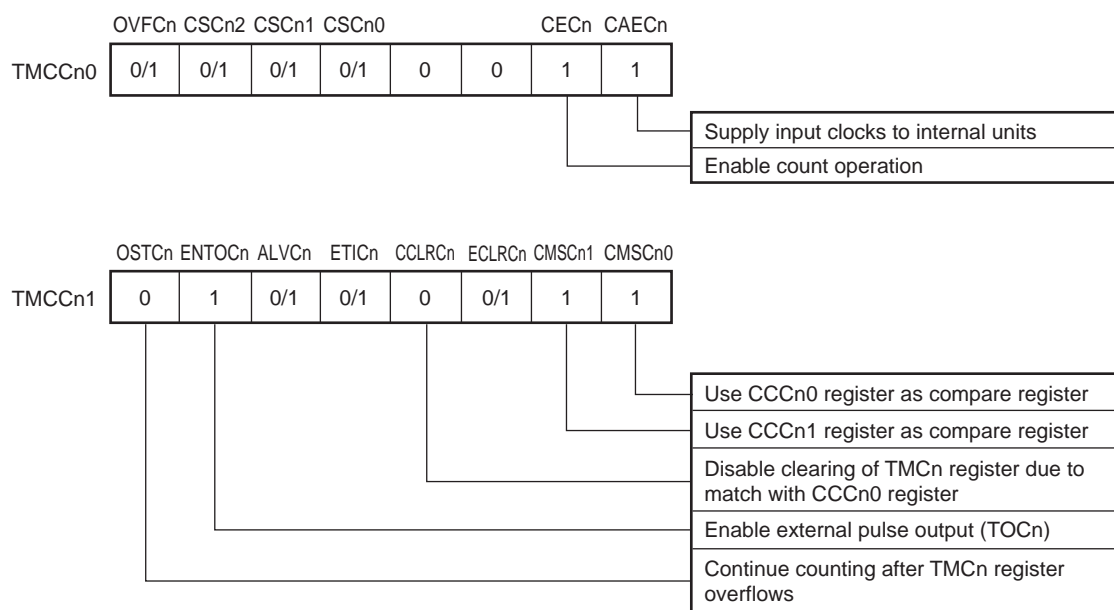 OVFCn CSCn2 CSCn1 CSCn0 CECn CAECn
TMCCn0 0/1 0/1 0/1 0/1 0 0 1 1
Supply input clocks to internal units
Enable count operation
OSTCn ENTOCn ALVCn ETICn CCLRCn ECLRCn CMSCn1 CMSCn0
TMCCn1 0 1 0/1 0/1 0 0/1 1 1
Use CCCn0 register as compare register
Use CCCn1 register as compare register
Disable clearing of TMCn register due to
match with CCCn0 register
Enable external pulse output (TOCn)
Continue counting after TMCn register
overflows